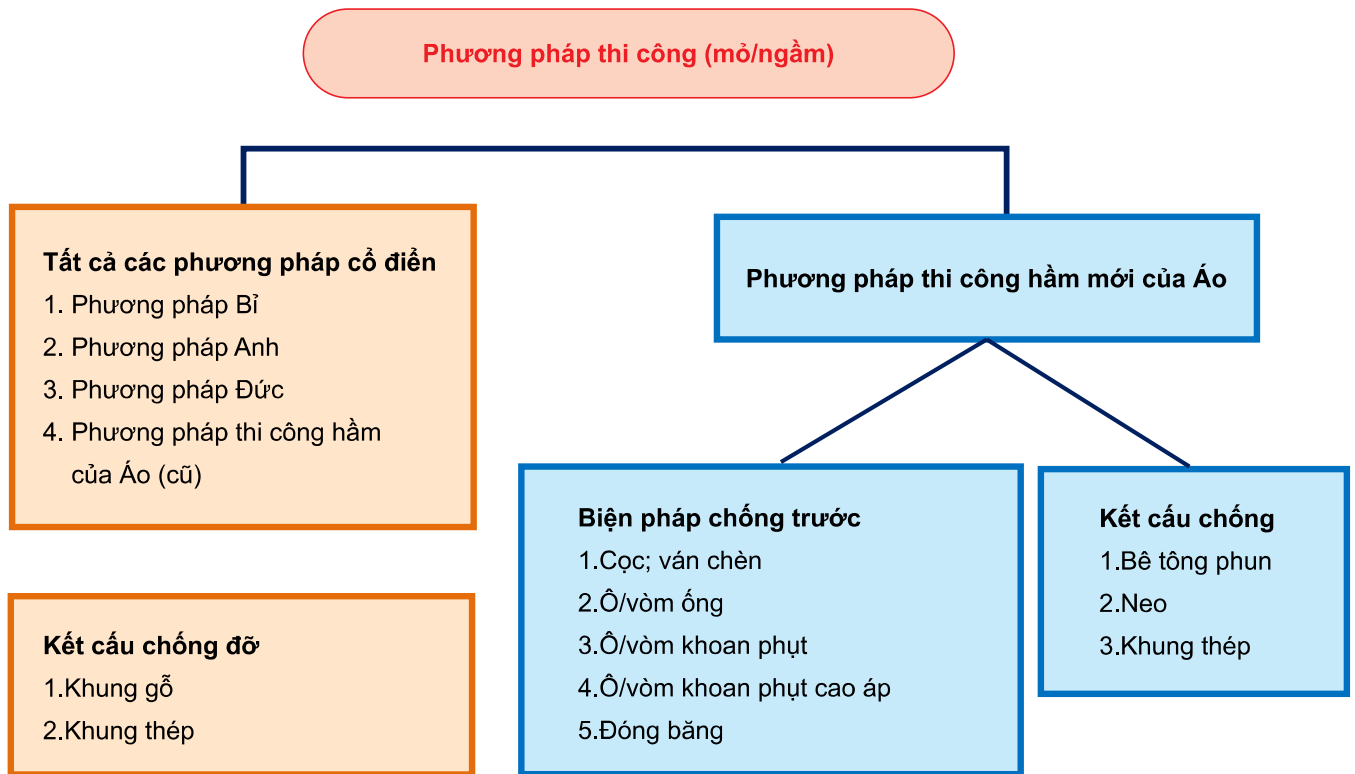 Phương pháp thi công (mỏ/ngầm)
Tất cả các phương pháp cổ điển
1. Phương pháp Bỉ
2. Phương pháp Anh
3. Phương pháp Đức
4. Phương pháp thi công hầm
của Áo (cũ)
Kết cấu chống đỡ
1.Khung gỗ
2.Khung thép
Phương pháp thi công hầm mới của Áo
Biện pháp chống trước
1.Cọc; ván chèn
2.Ô/vòm ống
3.Ô/vòm khoan phụt
4.Ô/vòm khoan phụt cao áp
5.Đóng băng
Kết cấu chống
1.Bê tông phun
2.Neo
3.Khung thép